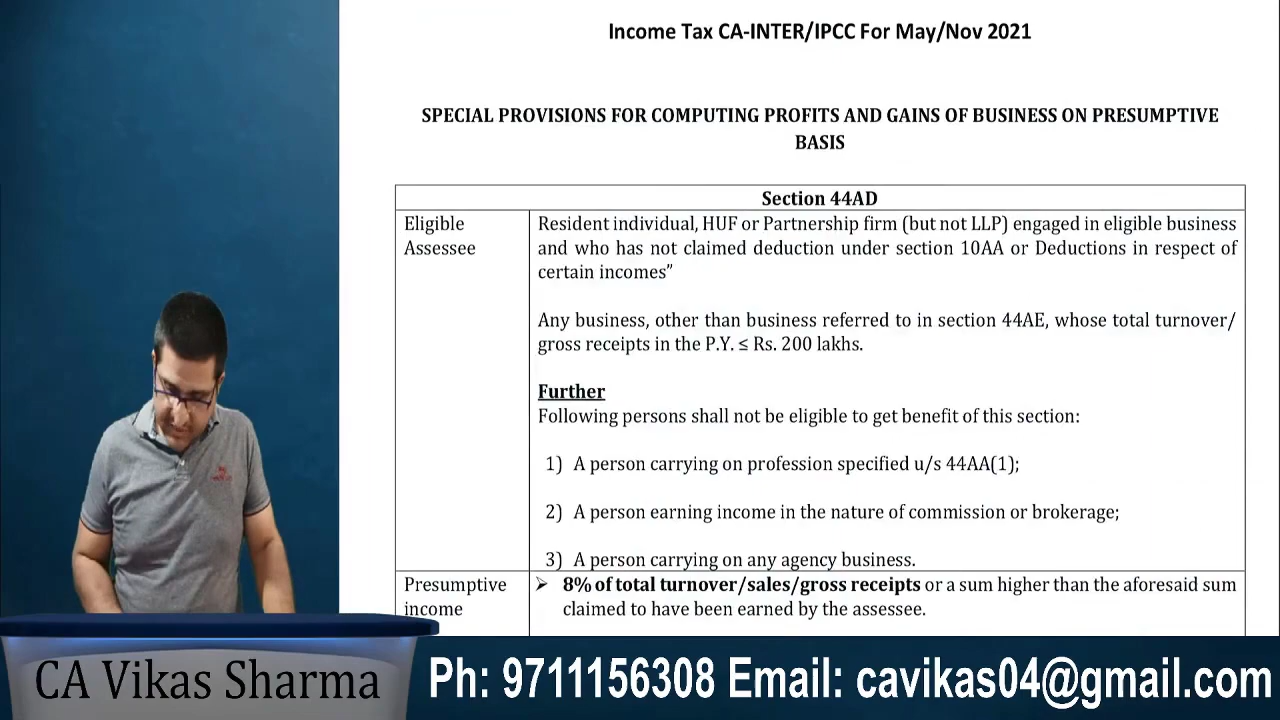 Income Tax CA-INTER/IPCC For May/Nov 2021
SPECIAL PROVISIONS FOR COMPUTING PROFITS AND GAINS OF BUSINESS ON PRESUMPTIVE
BASIS
Section 44AD
Eligible
Assessee
Resident individual, HUF or Partnership firm (but not LLP) engaged in eligible business
and who has not claimed deduction under section 10AA or Deductions in respect of
certain incomes”
Any business, other than business referred to in section 44AE, whose total turnover/
gross receipts in the P.Y. ≤ Rs. 200 lakhs.
Further
Following persons shall not be eligible to get benefit of this section:
1) A person carrying on profession specified u/s 44AA(1);
2) A person earning income in the nature of commission or brokerage;
3) A person carrying on any agency business.
Presumptive
income
➢ 8% of total turnover/sales/gross receipts or a sum higher than the aforesaid sum
claimed to have been earned by the assessee.
CA Vikas Sharma
Ph: 9711156308 Email: cavikas04@gmail.com